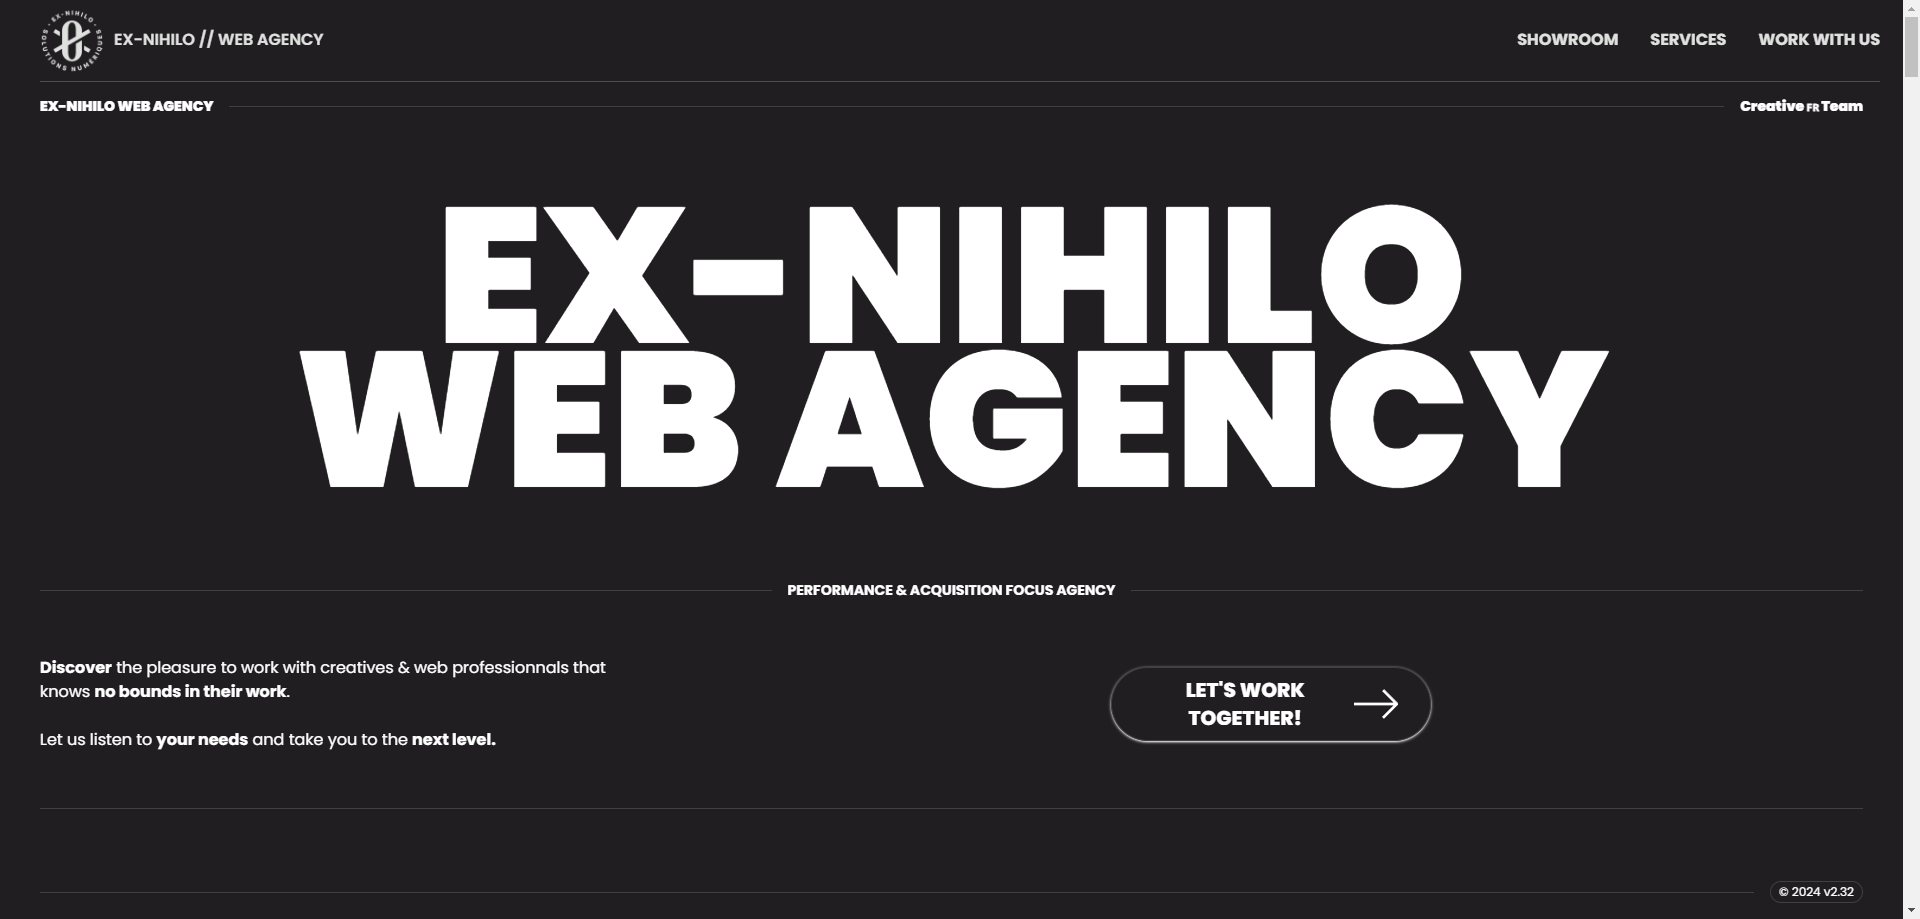 EX-NIHILO
SOLUTIONS NUMERIQUES
EX-NIHILO // WEB AGENCY
SHOWROOM
SERVICES
WORK WITH US
EX-NIHILO WEB AGENCY
Creative FR Team
EX-NIHILO
WEB AGENCY
PERFORMANCE & ACQUISITION FOCUS AGENCY
Discover the pleasure to work with creatives & web professionnals that
knows no bounds in their work.
Let us listen to your needs and take you to the next level.
LET'S WORK
TOGETHER!
© 2024 v2.32